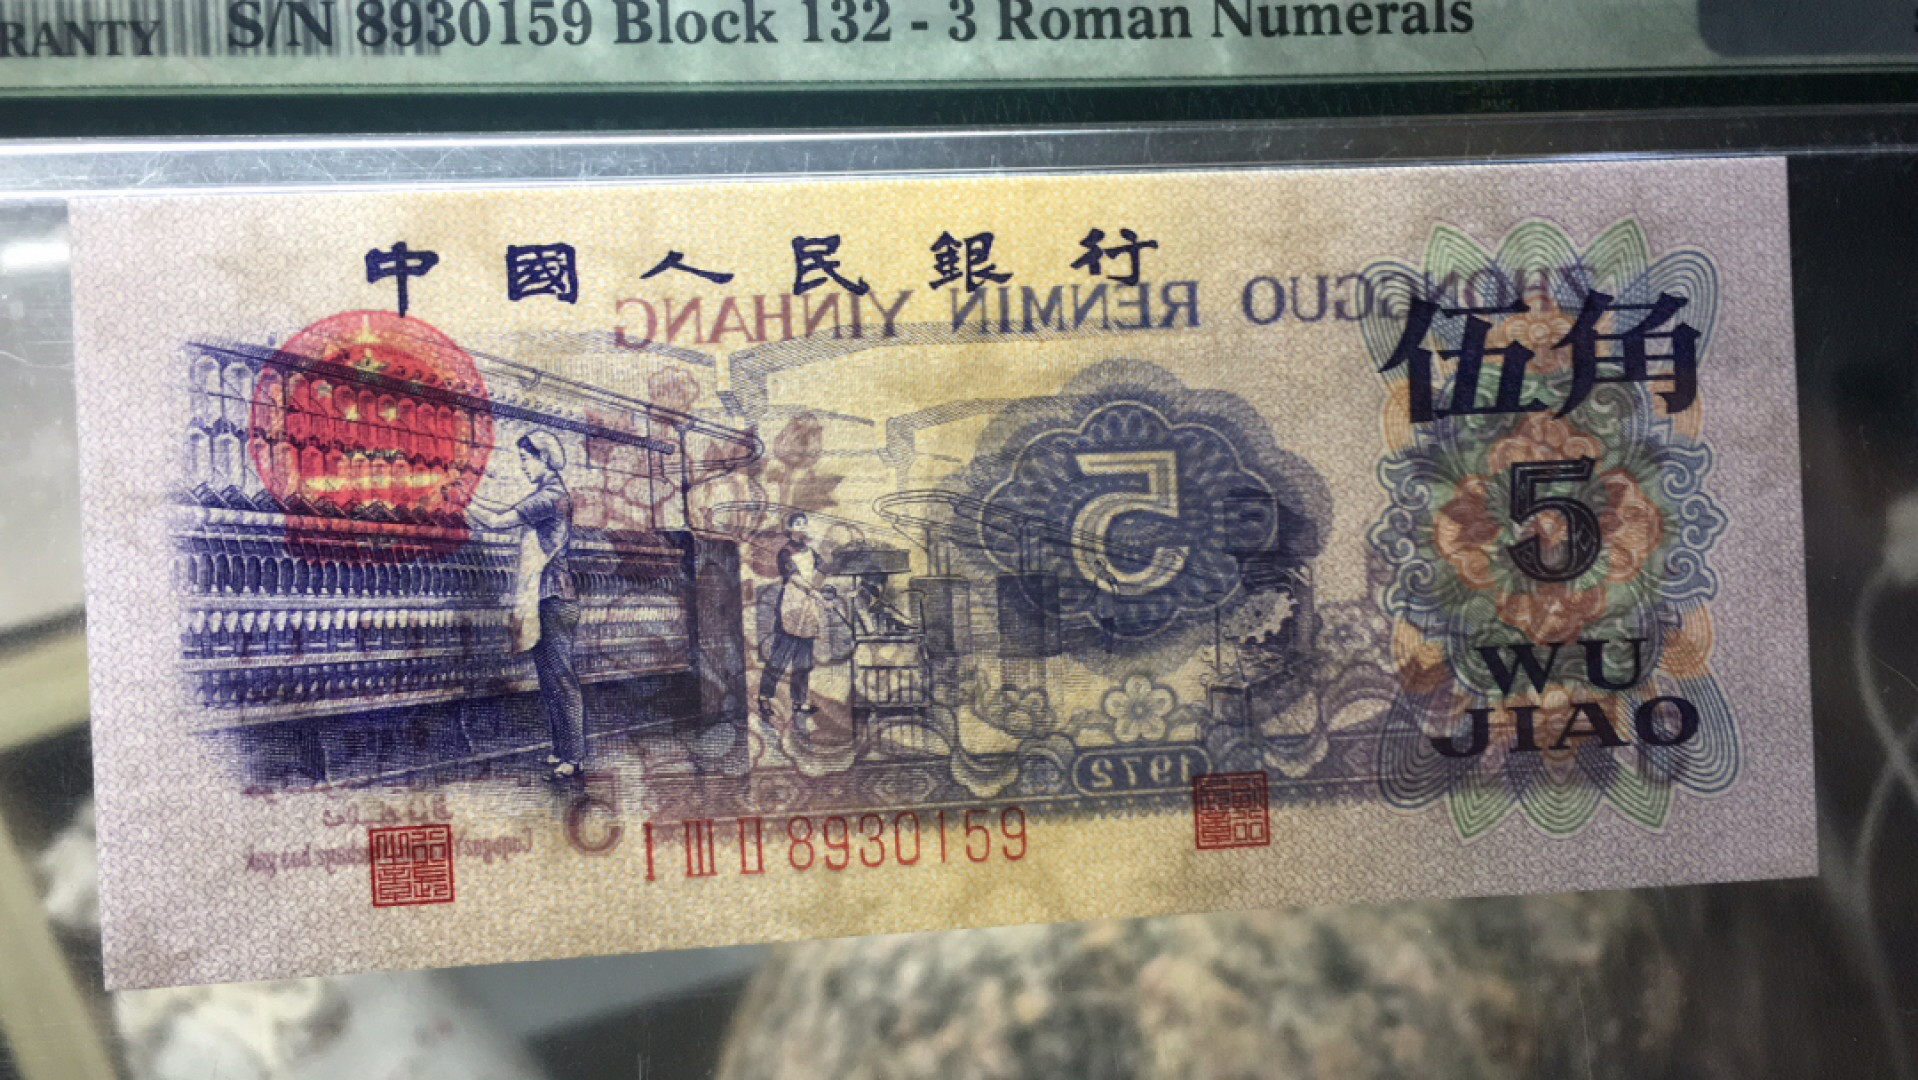 RANTY S/N 8930159 Block 132 - 3 Roman Numerals
中國人民銀行
ZHONGGUO RENMIN YINHANG
伍角
5
5
WU
JIAO
1972
5
I III II 8930159